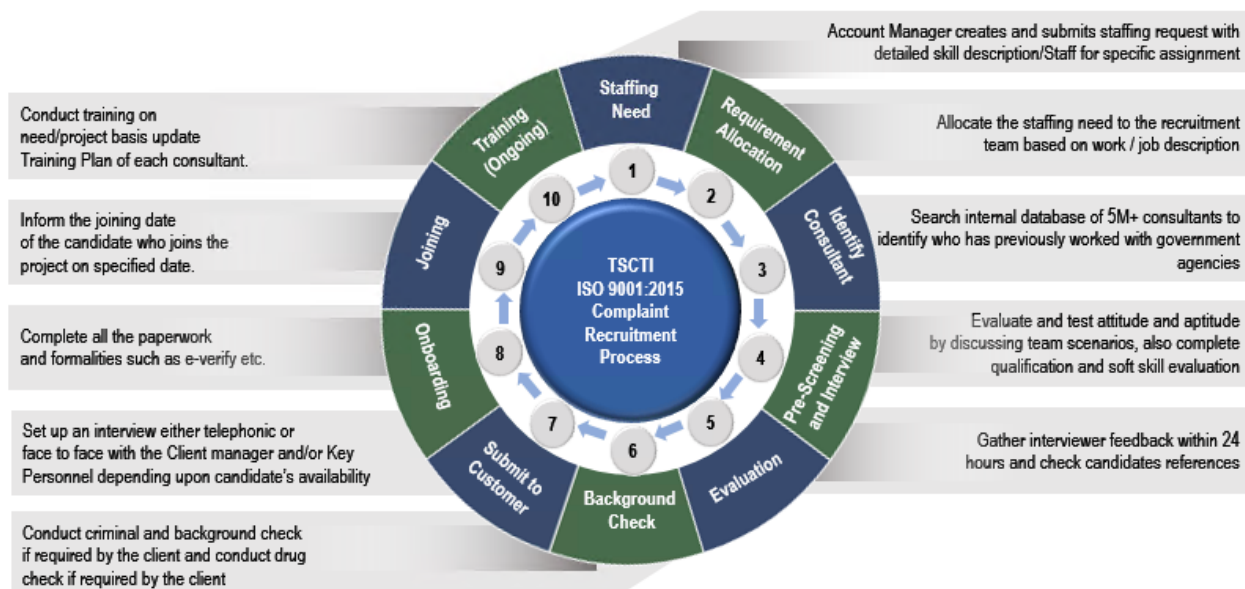 Account Manager creates and submits staffing request with
detailed skill description/Staff for specific assignment
Allocate the staffing need to the recruitment
team based on work / job description
Search internal database of 5M+ consultants to
identify who has previously worked with government
agencies
Evaluate and test attitude and aptitude
by discussing team scenarios, also complete
qualification and soft skill evaluation
Gather interviewer feedback within 24
hours and check candidates references
Conduct criminal and background check
if required by the client and conduct drug
check if required by the client
Set up an interview either telephonic or
face to face with the Client manager and/or Key
Personnel depending upon candidate's availability
Complete all the paperwork
and formalities such as e-verify etc.
Inform the joining date
of the candidate who joins the
project on specified date.
Conduct training on
need/project basis update
Training Plan of each consultant.
Staffing
Need
Requirement
Allocation
Identify
Consultant
Pre-Screening
and Interview
Evaluation
Background
Check
Submit to
Customer
Onboarding
Joining
Training
(Ongoing)
1
2
3
4
5
6
7
8
9
10
TSCTI
ISO 9001:2015
Complaint
Recruitment
Process